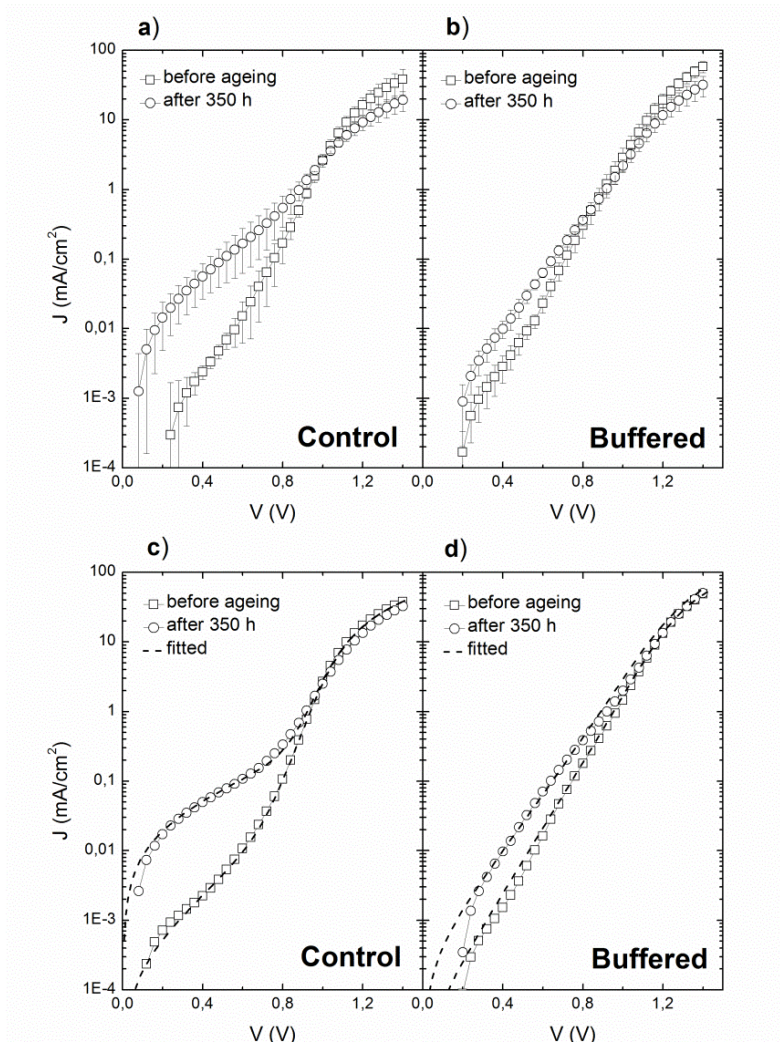 a)
b)
100
before ageing
after 350 h
before ageing
after 350 h
10
1
0,1
0,01
1E-3
1E-4
J (mA/cm²)
Control
Buffered
0,0 0,4 0,8 1,2 0,0 0,4 0,8 1,2
V (V)
V (V)
c)
d)
100
before ageing
after 350 h
fitted
before ageing
after 350 h
fitted
10
1
0,1
0,01
1E-3
1E-4
J (mA/cm²)
Control
Buffered
0,0 0,4 0,8 1,2 0,0 0,4 0,8 1,2
V (V)
V (V)